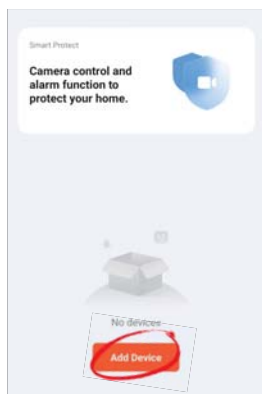 Smart Protect
Camera control and
alarm function to
protect your home.
No devices
Add Device